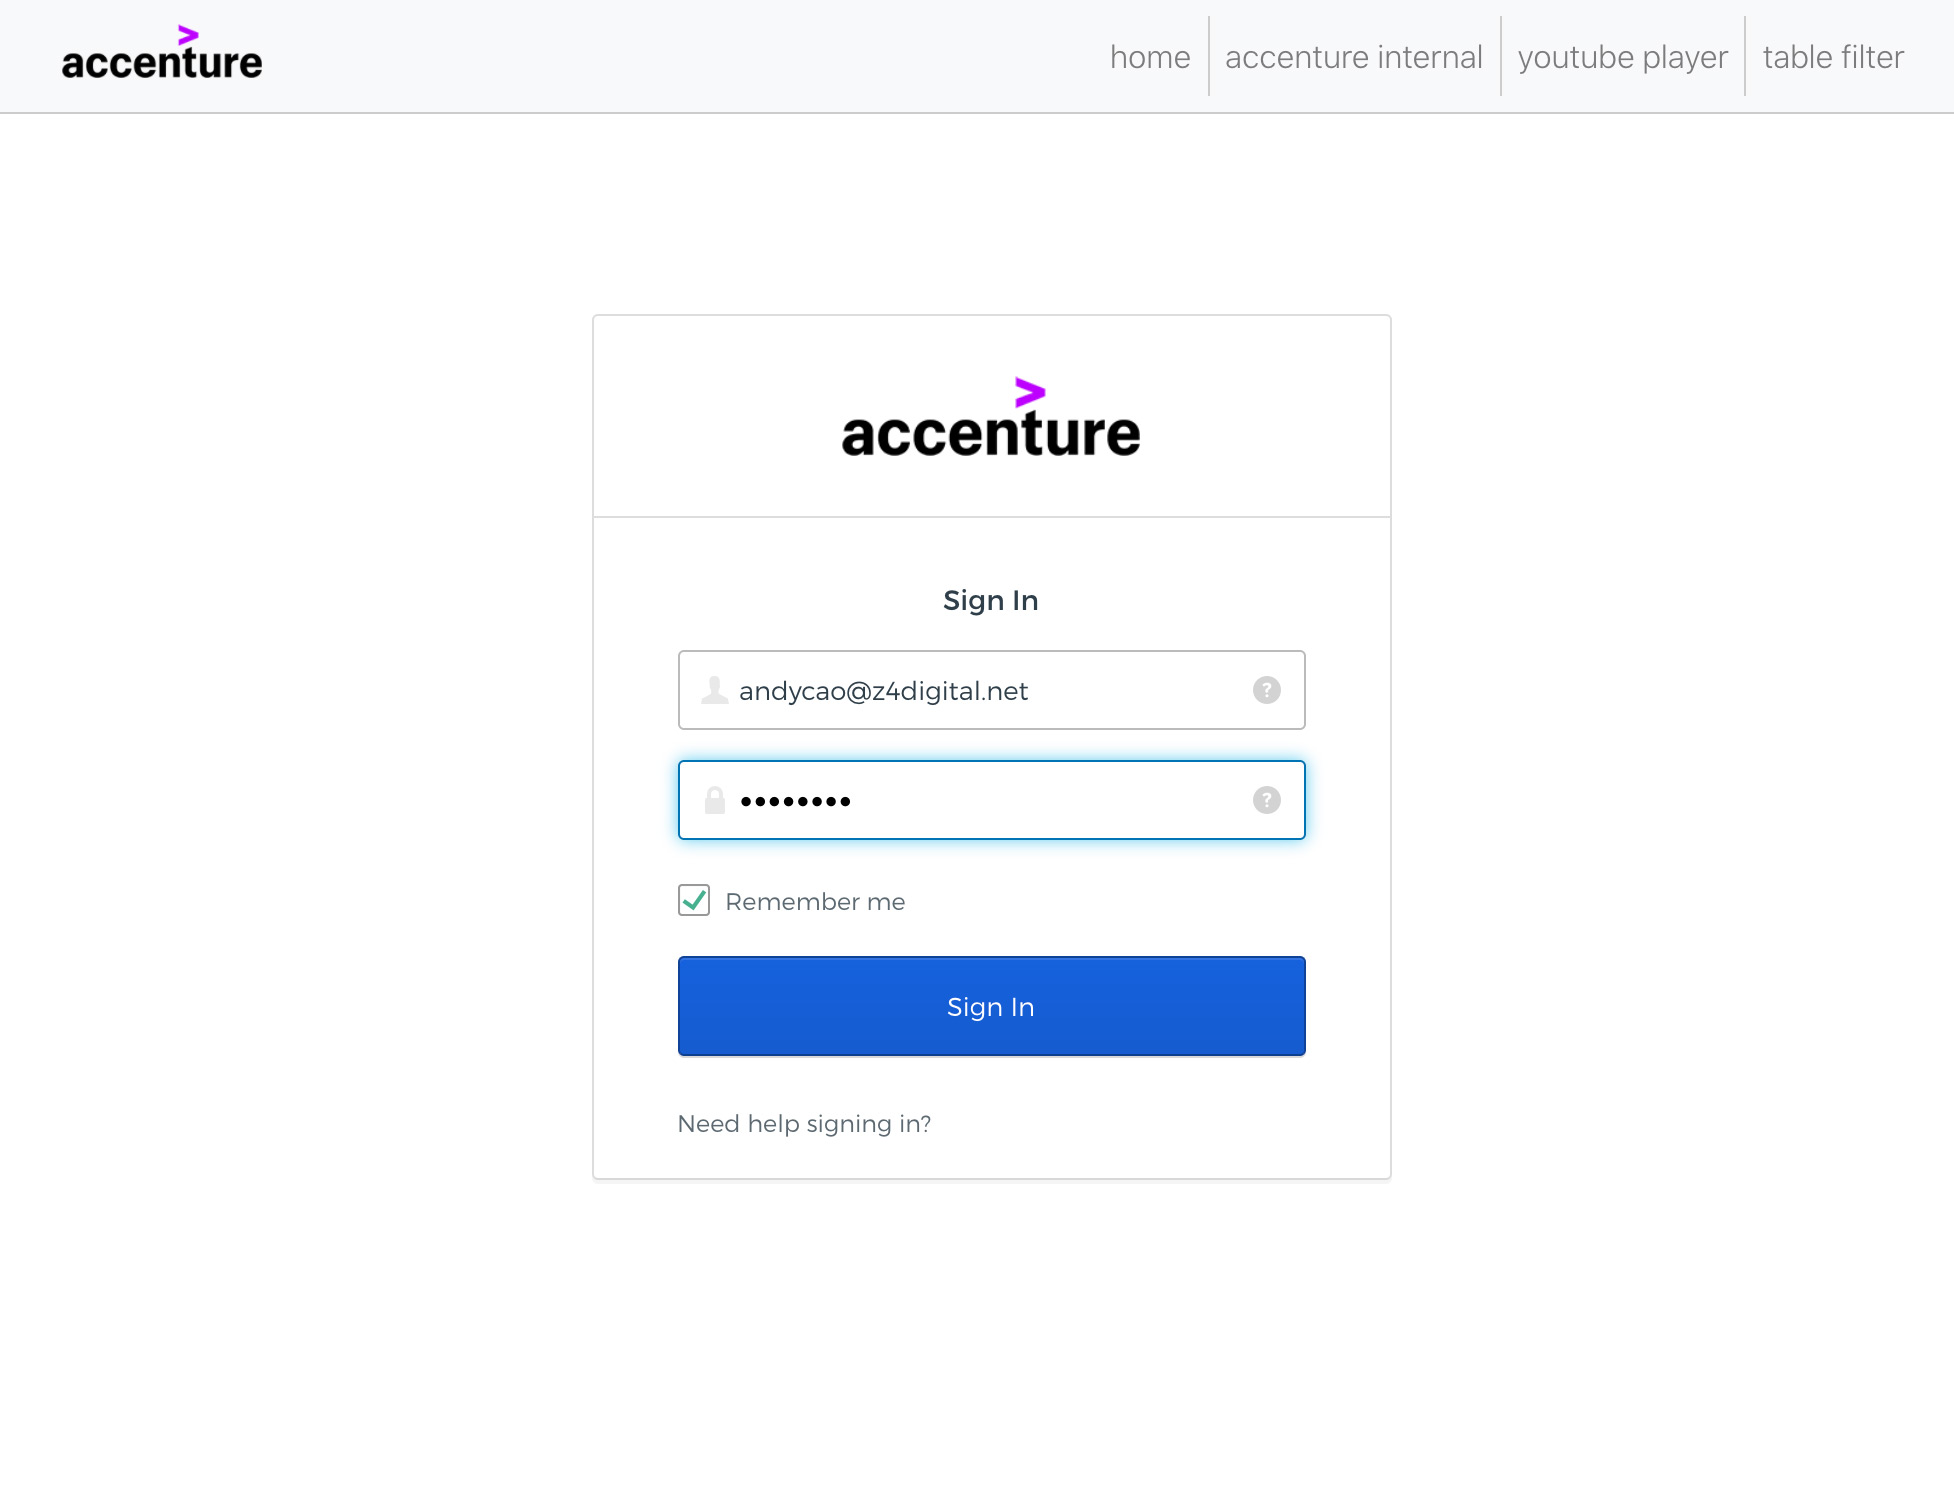 accenture
home
accenture internal
youtube player
table filter
accenture
Sign In
andycao@z4digital.net
••••••••
Remember me
Sign In
Need help signing in?